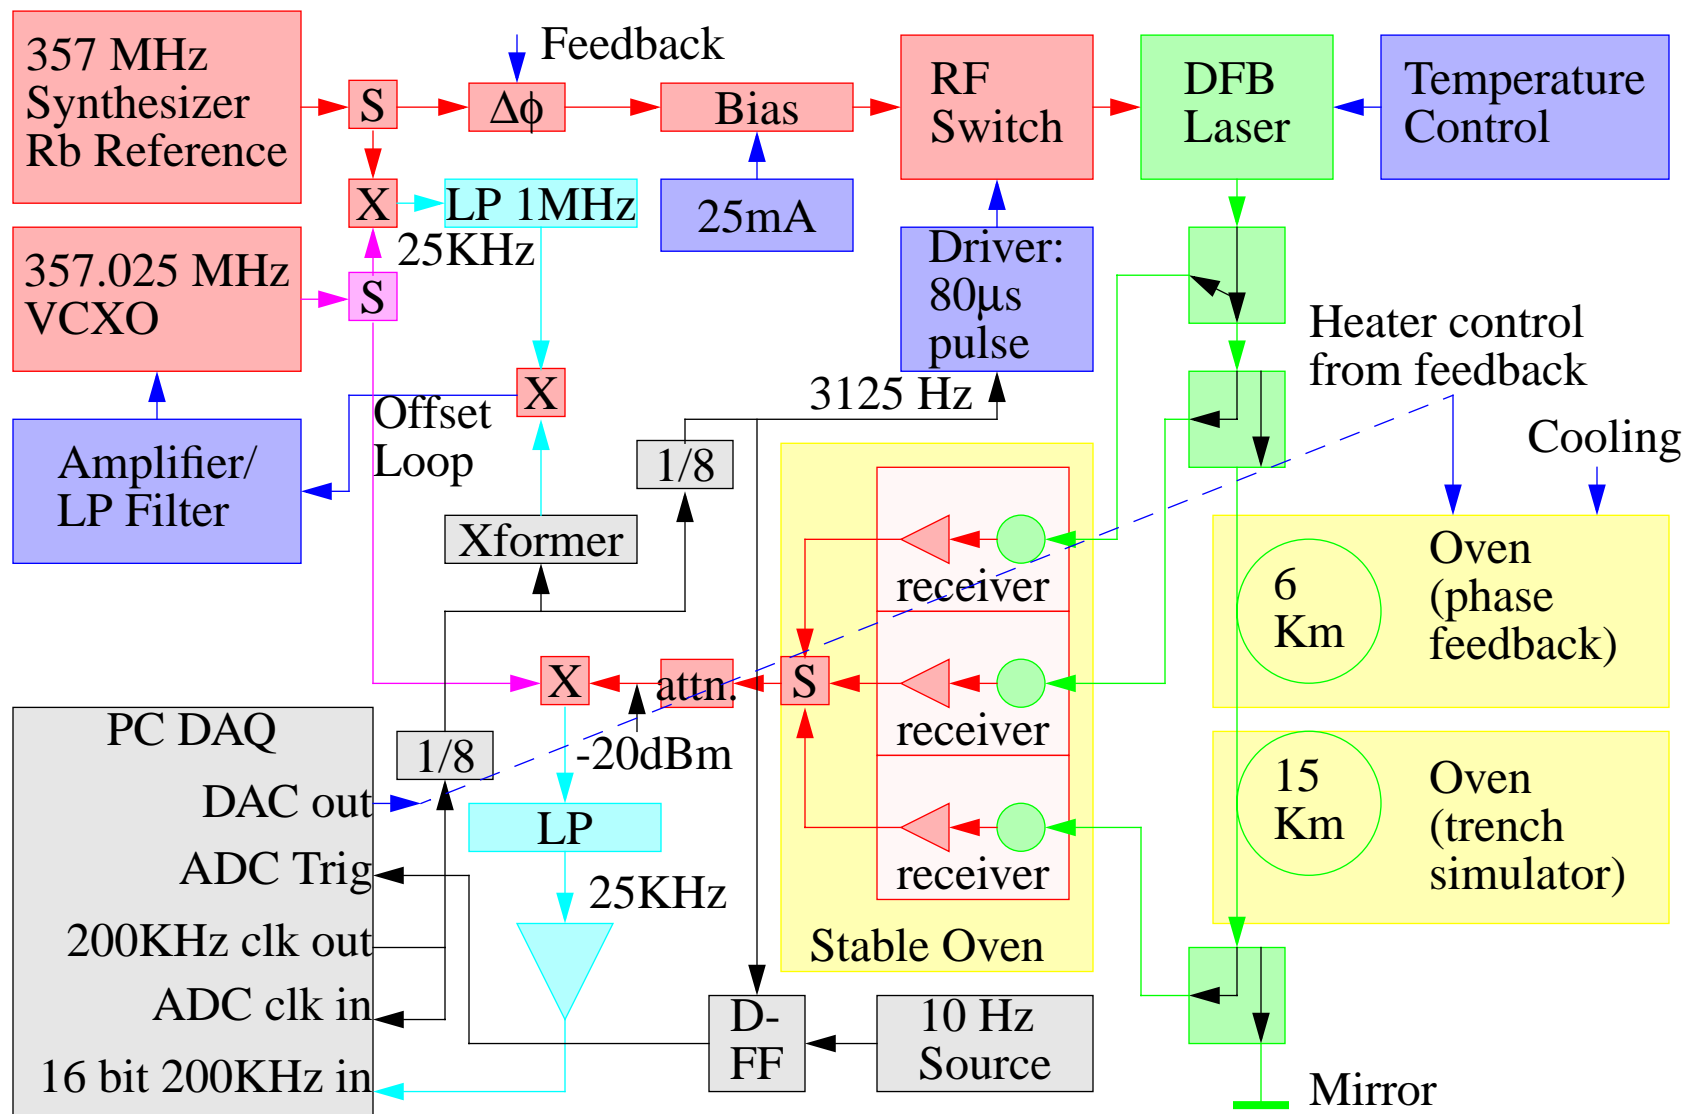 357 MHz
Synthesizer
Rb Reference
S
Feedback
Δϕ
Bias
RF
Switch
DFB
Laser
Temperature
Control
X
LP 1MHz
25KHz
25mA
Driver:
80µs
pulse
357.025 MHz
VCXO
S
Heater control
from feedback
X
3125 Hz
Offset
Loop
Amplifier/
LP Filter
1/8
Cooling
Xformer
receiver
6
Km
Oven
(phase
feedback)
X
attn.
S
receiver
-20dBm
PC DAQ
1/8
DAC out
LP
15
Km
Oven
(trench
simulator)
ADC Trig
receiver
25KHz
200KHz clk out
Stable Oven
ADC clk in
D-
FF
10 Hz
Source
16 bit 200KHz in
Mirror